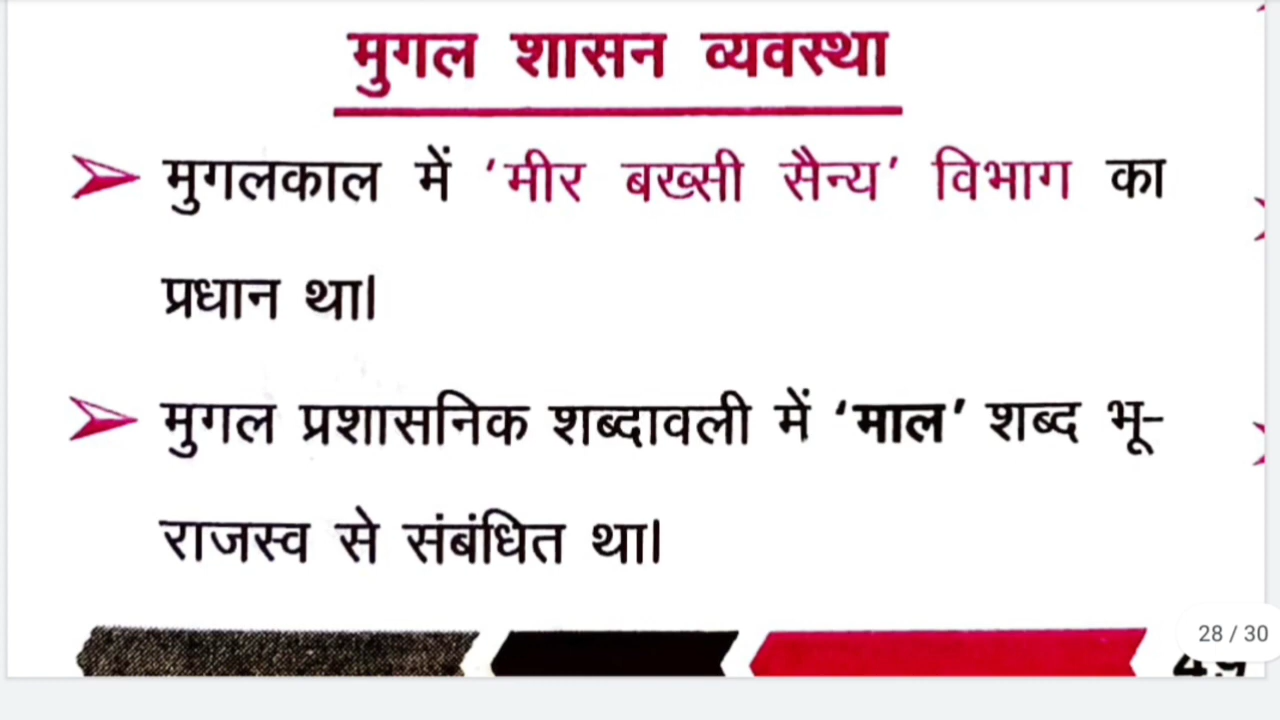 मुगल शासन व्यवस्था
मुगलकाल में 'मीर बख्सी सैन्य' विभाग का
प्रधान था।
मुगल प्रशासनिक शब्दावली में 'माल' शब्द भू-
राजस्व से संबंधित था।
28 / 30